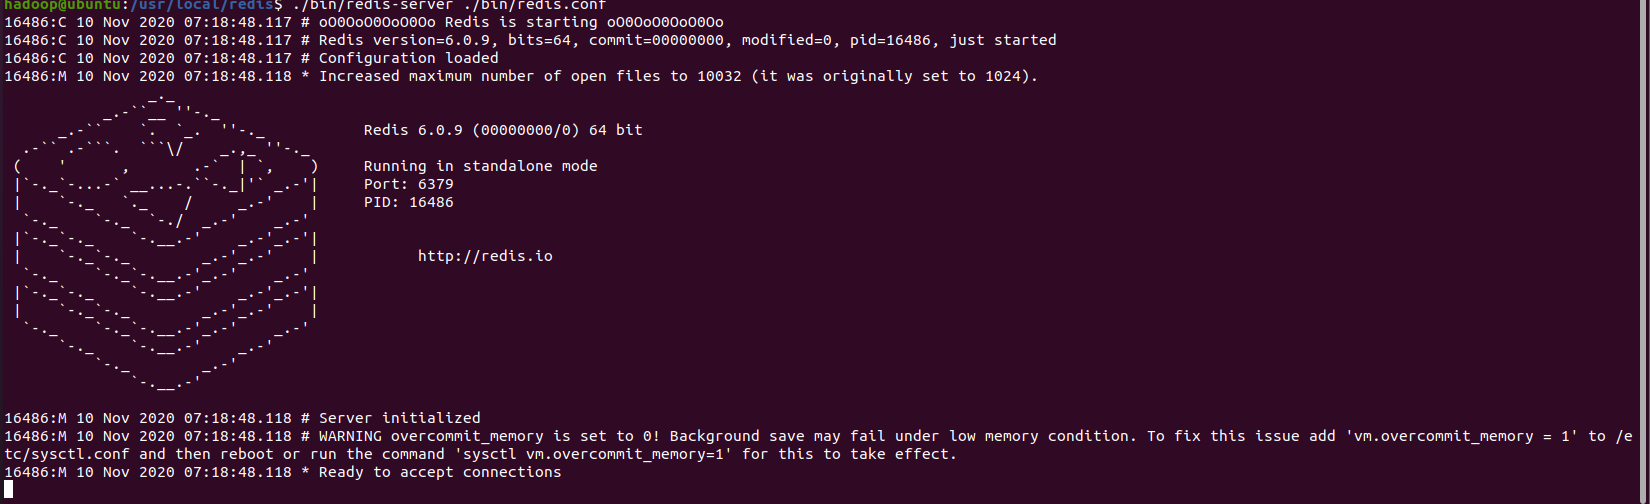 hadoop@ubuntu:/usr/local/redis$ ./bin/redis-server ./bin/redis.conf
16486:C 10 Nov 2020 07:18:48.117 # oO0OoO0OoO0Oo Redis is starting oO0OoO0OoO0Oo
16486:C 10 Nov 2020 07:18:48.117 # Redis version=6.0.9, bits=64, commit=00000000, modified=0, pid=16486, just started
16486:C 10 Nov 2020 07:18:48.117 # Configuration loaded
16486:M 10 Nov 2020 07:18:48.118 * Increased maximum number of open files to 10032 (it was originally set to 1024).
Redis 6.0.9 (00000000/0) 64 bit
Running in standalone mode
Port: 6379
PID: 16486
http://redis.io
16486:M 10 Nov 2020 07:18:48.118 # Server initialized
16486:M 10 Nov 2020 07:18:48.118 # WARNING overcommit_memory is set to 0! Background save may fail under low memory condition. To fix this issue add 'vm.overcommit_memory = 1' to /e
tc/sysctl.conf and then reboot or run the command 'sysctl vm.overcommit_memory=1' for this to take effect.
16486:M 10 Nov 2020 07:18:48.118 * Ready to accept connections